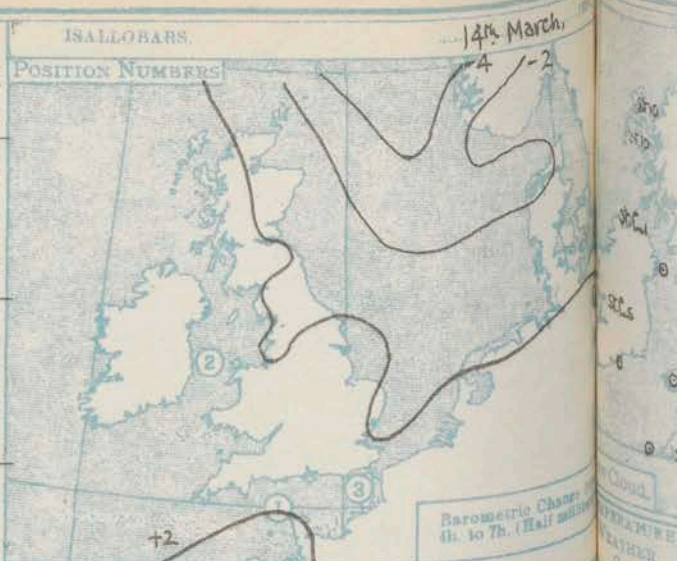 ISALLOBARS.
14th March,
POSITION NUMBERS
-4
-2
2
3
1
+2
Barometric Change
4h. to 7h. (Half
Cloud.